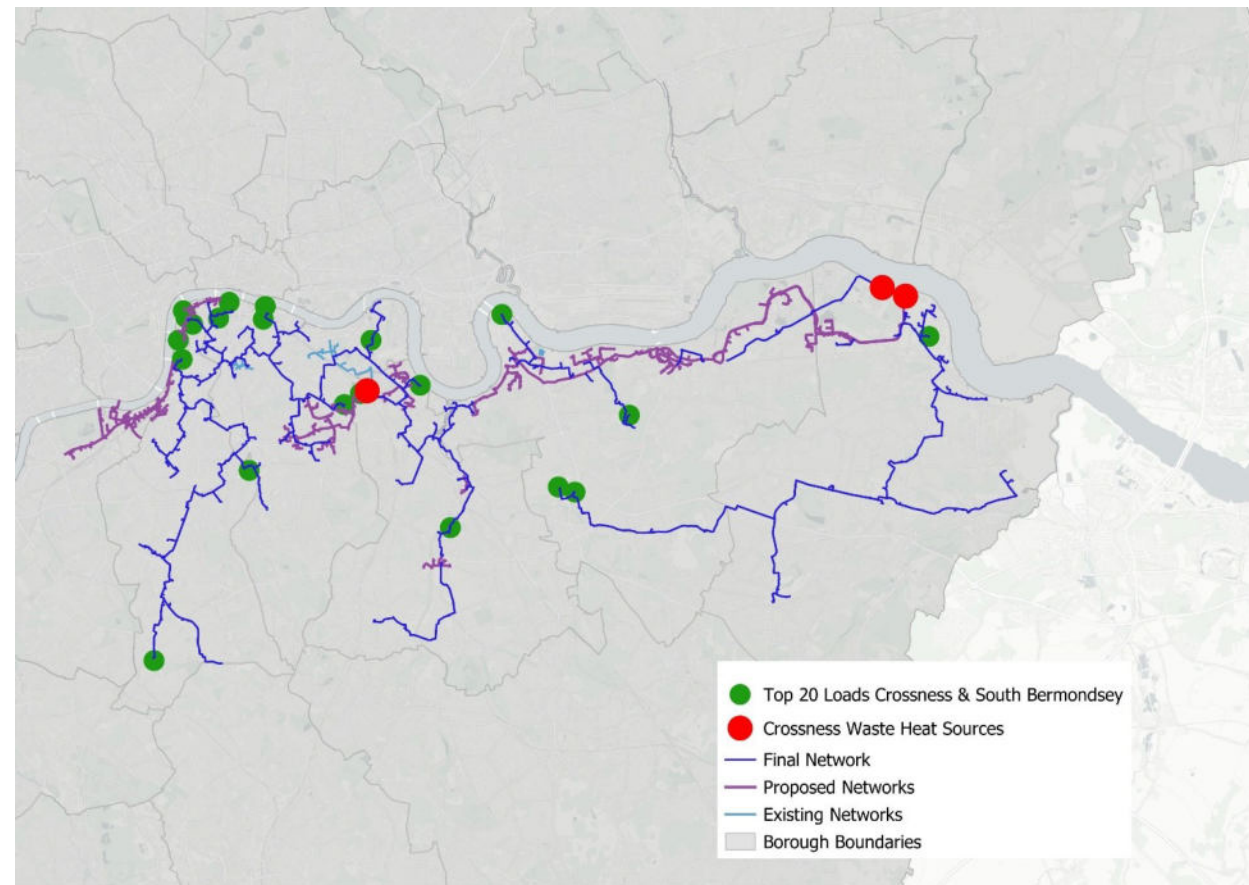 Top 20 Loads Crossness & South Bermondsey
Crossness Waste Heat Sources
Final Network
Proposed Networks
Existing Networks
Borough Boundaries